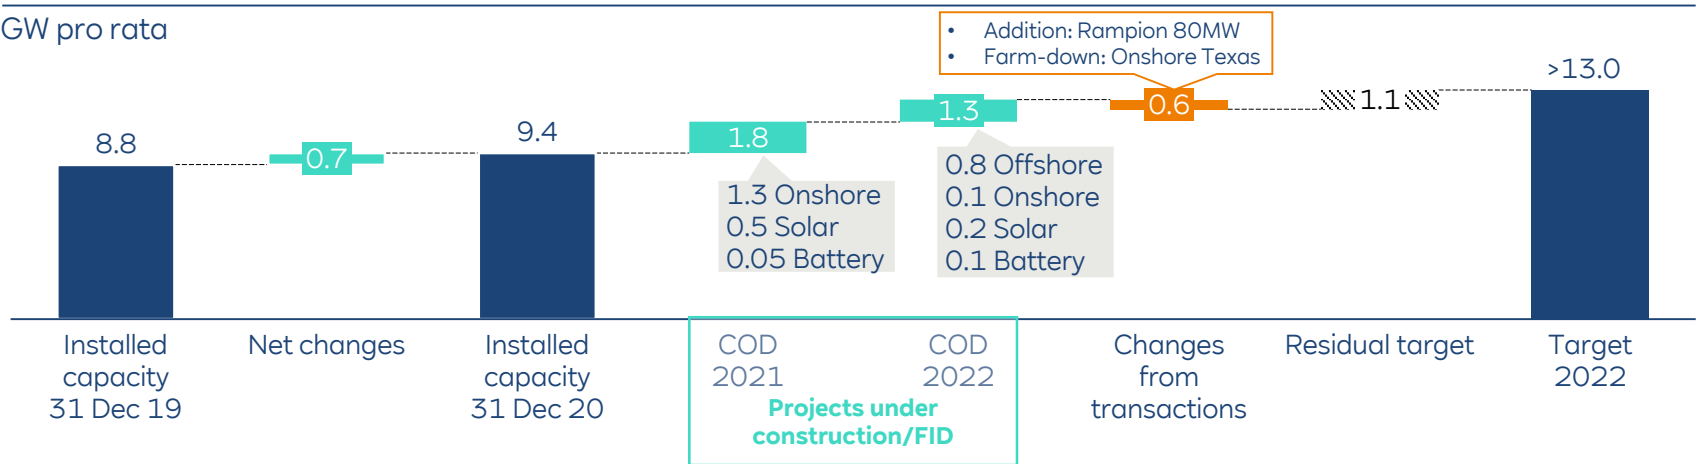 GW pro rata
• Addition: Rampion 80MW
• Farm-down: Onshore Texas
8.8
0.7
9.4
1.8
1.3 Onshore
0.5 Solar
0.05 Battery
1.3
0.8 Offshore
0.1 Onshore
0.2 Solar
0.1 Battery
0.6
1.1
>13.0
Installed
capacity
31 Dec 19
Net changes
Installed
capacity
31 Dec 20
COD
2021
COD
2022
Projects under
construction/FID
Changes
from
transactions
Residual target
Target
2022